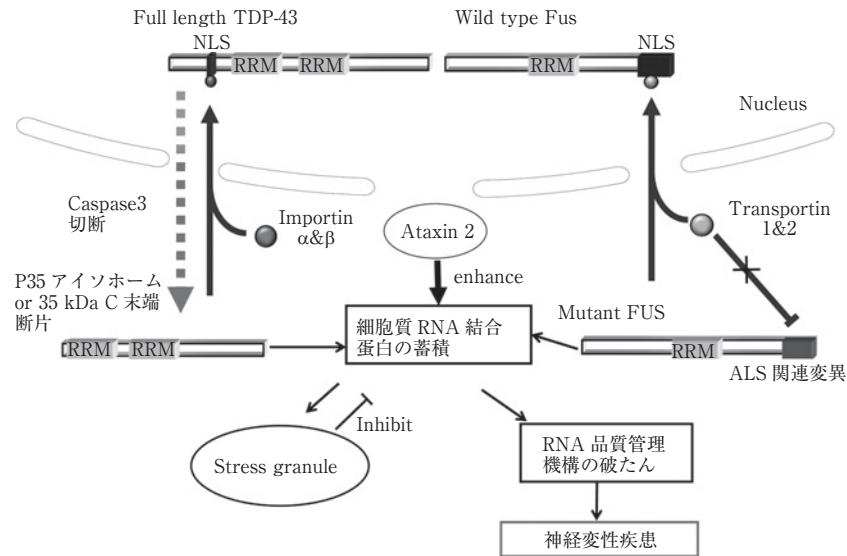 Full length TDP-43
Wild type Fus
NLS
NLS
RRM
RRM
RRM
Nucleus
Caspase3
切断
Importin
α&β
Transportin
1&2
Ataxin 2
enhance
P35 アイソホーム
or 35 kDa C 末端
断片
Mutant FUS
細胞質 RNA 結合
蛋白の蓄積
RRM
RRM
RRM
ALS 関連変異
Inhibit
Stress granule
RNA 品質管理
機構の破たん
神経変性疾患